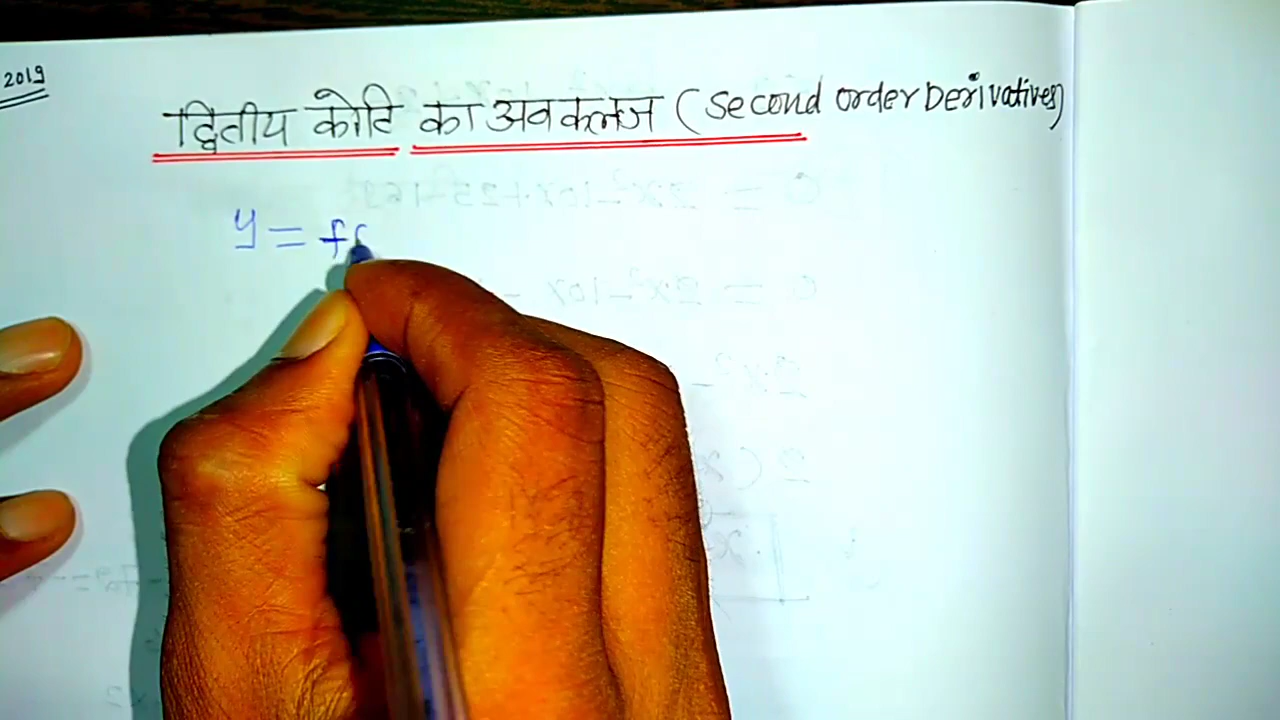 2019
द्वितीय कोटि का अवकलज (Second order Derivatives)
y = f(